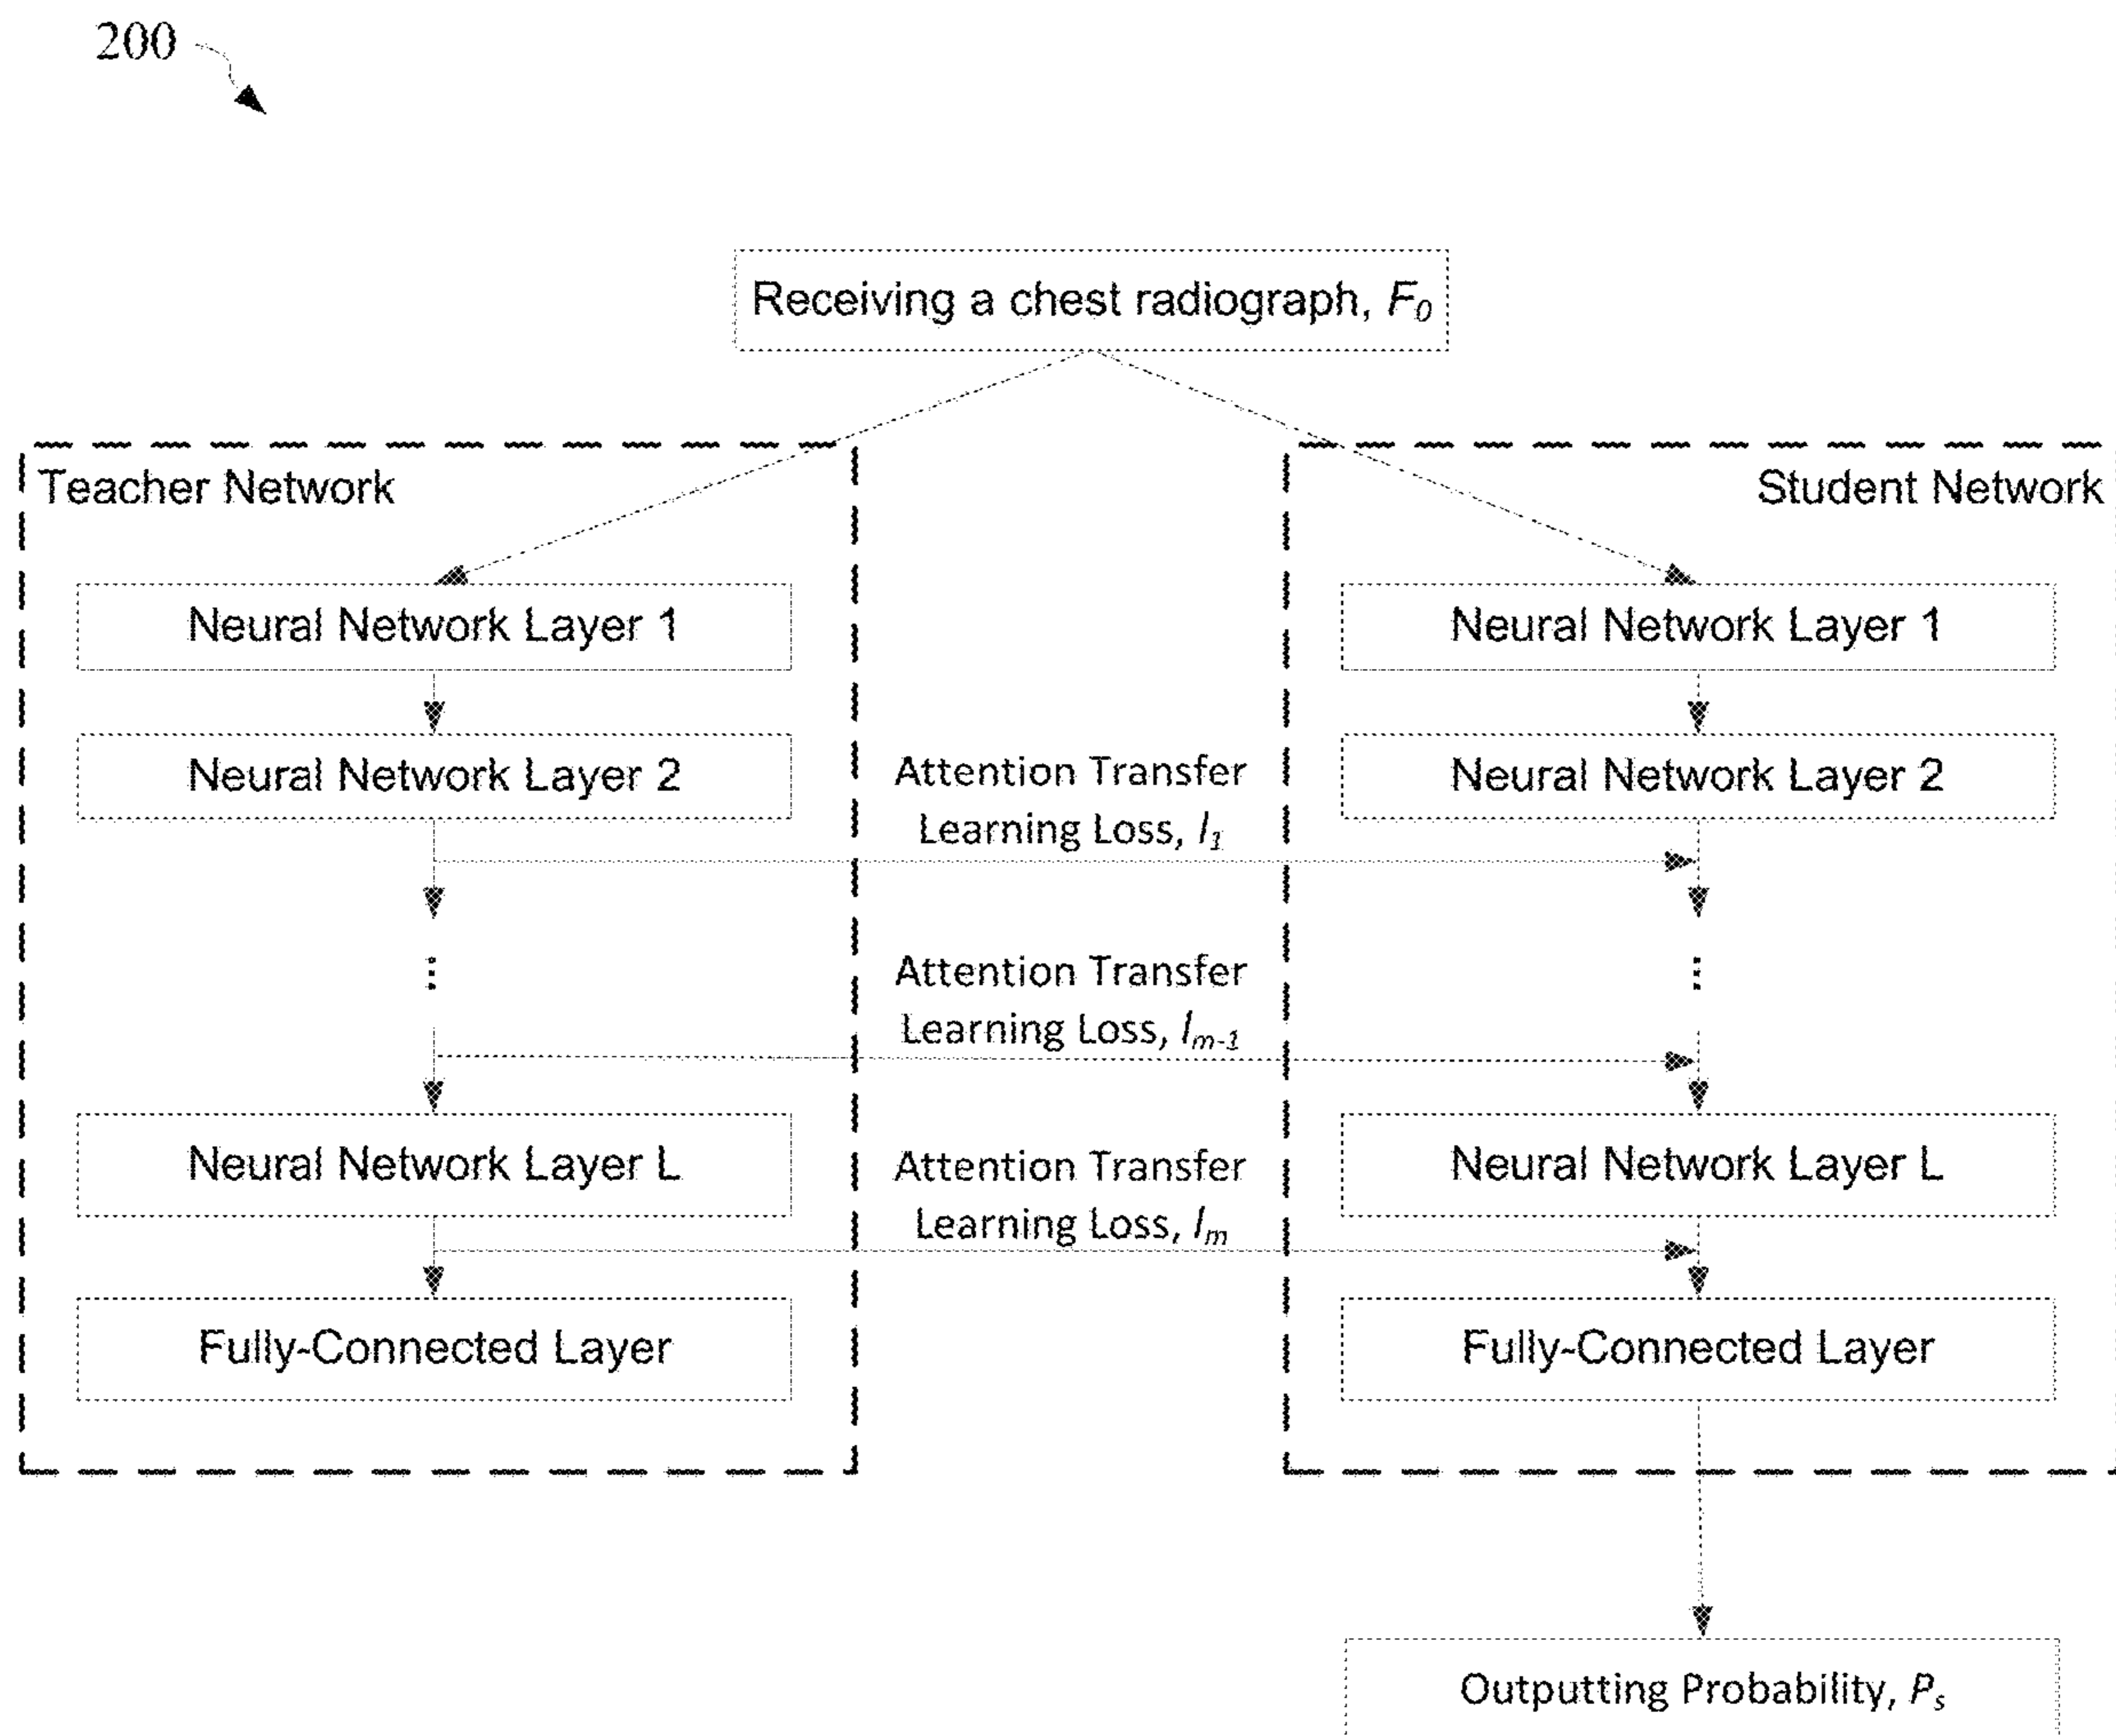 200
Receiving a chest radiograph, F0
Teacher Network
Student Network
Neural Network Layer 1
Neural Network Layer 1
Neural Network Layer 2
Attention Transfer
Learning Loss, l1
Neural Network Layer 2
⋮
Attention Transfer
Learning Loss, lm-1
⋮
Neural Network Layer L
Attention Transfer
Learning Loss, lm
Neural Network Layer L
Fully-Connected Layer
Fully-Connected Layer
Outputting Probability, Ps